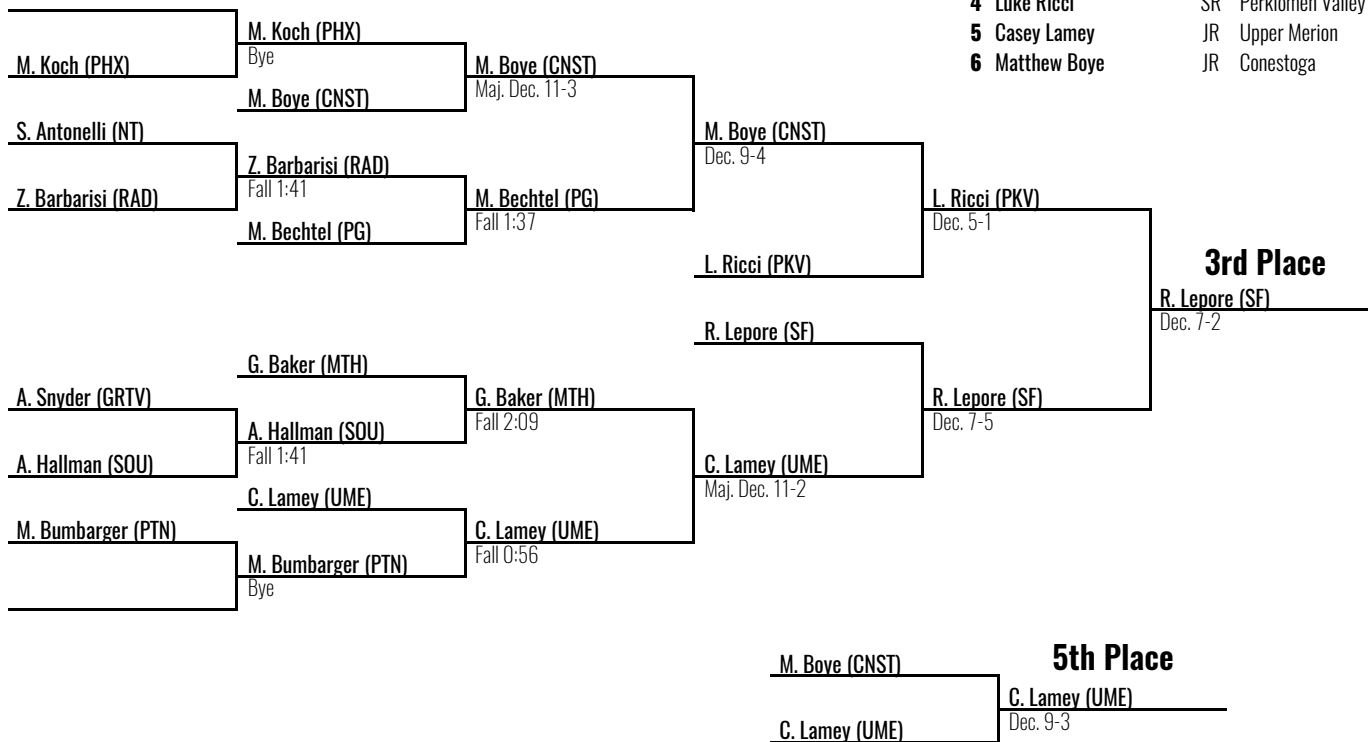 4 Luke Ricci SR Perkiomen Valley
5 Casey Lamey JR Upper Merion
6 Matthew Boye JR Conestoga
M. Koch (PHX)
M. Koch (PHX)
Bye
M. Boye (CNST)
M. Boye (CNST)
Maj. Dec. 11-3
S. Antonelli (NT)
Z. Barbarisi (RAD)
Z. Barbarisi (RAD)
Fall 1:41
M. Bechtel (PG)
M. Bechtel (PG)
Fall 1:37
M. Boye (CNST)
Dec. 9-4
L. Ricci (PKV)
L. Ricci (PKV)
Dec. 5-1
3rd Place
R. Lepore (SF)
Dec. 7-2
R. Lepore (SF)
R. Lepore (SF)
Dec. 7-5
G. Baker (MTH)
A. Snyder (GRTV)
A. Hallman (SOU)
A. Hallman (SOU)
Fall 1:41
G. Baker (MTH)
Fall 2:09
C. Lamey (UME)
M. Bumbarger (PTN)
M. Bumbarger (PTN)
Bye
C. Lamey (UME)
Fall 0:56
C. Lamey (UME)
Maj. Dec. 11-2
5th Place
M. Boye (CNST)
C. Lamey (UME)
C. Lamey (UME)
Dec. 9-3